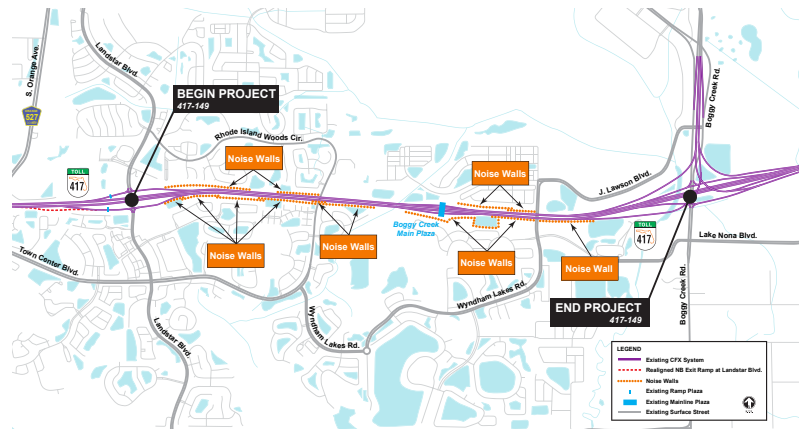 S. Orange Ave.
Landstar Blvd.
Boggy Creek Rd.
BEGIN PROJECT
417-149
527
Rhode Island Woods Cir.
Noise Walls
Noise Walls
J. Lawson Blvd.
TOLL
417
Boggy Creek
Main Plaza
TOLL
417
Noise Walls
Noise Walls
Noise Walls
Noise Wall
Lake Nona Blvd.
Town Center Blvd.
Wyndham Lakes Rd.
Boggy Creek Rd.
END PROJECT
417-149
Landstar Blvd.
Wyndham Lakes Rd.
LEGEND
Existing CFX System
Realigned NB Exit Ramp at Landstar Blvd.
Noise Walls
Existing Ramp Plaza
Existing Mainline Plaza
Existing Surface Street